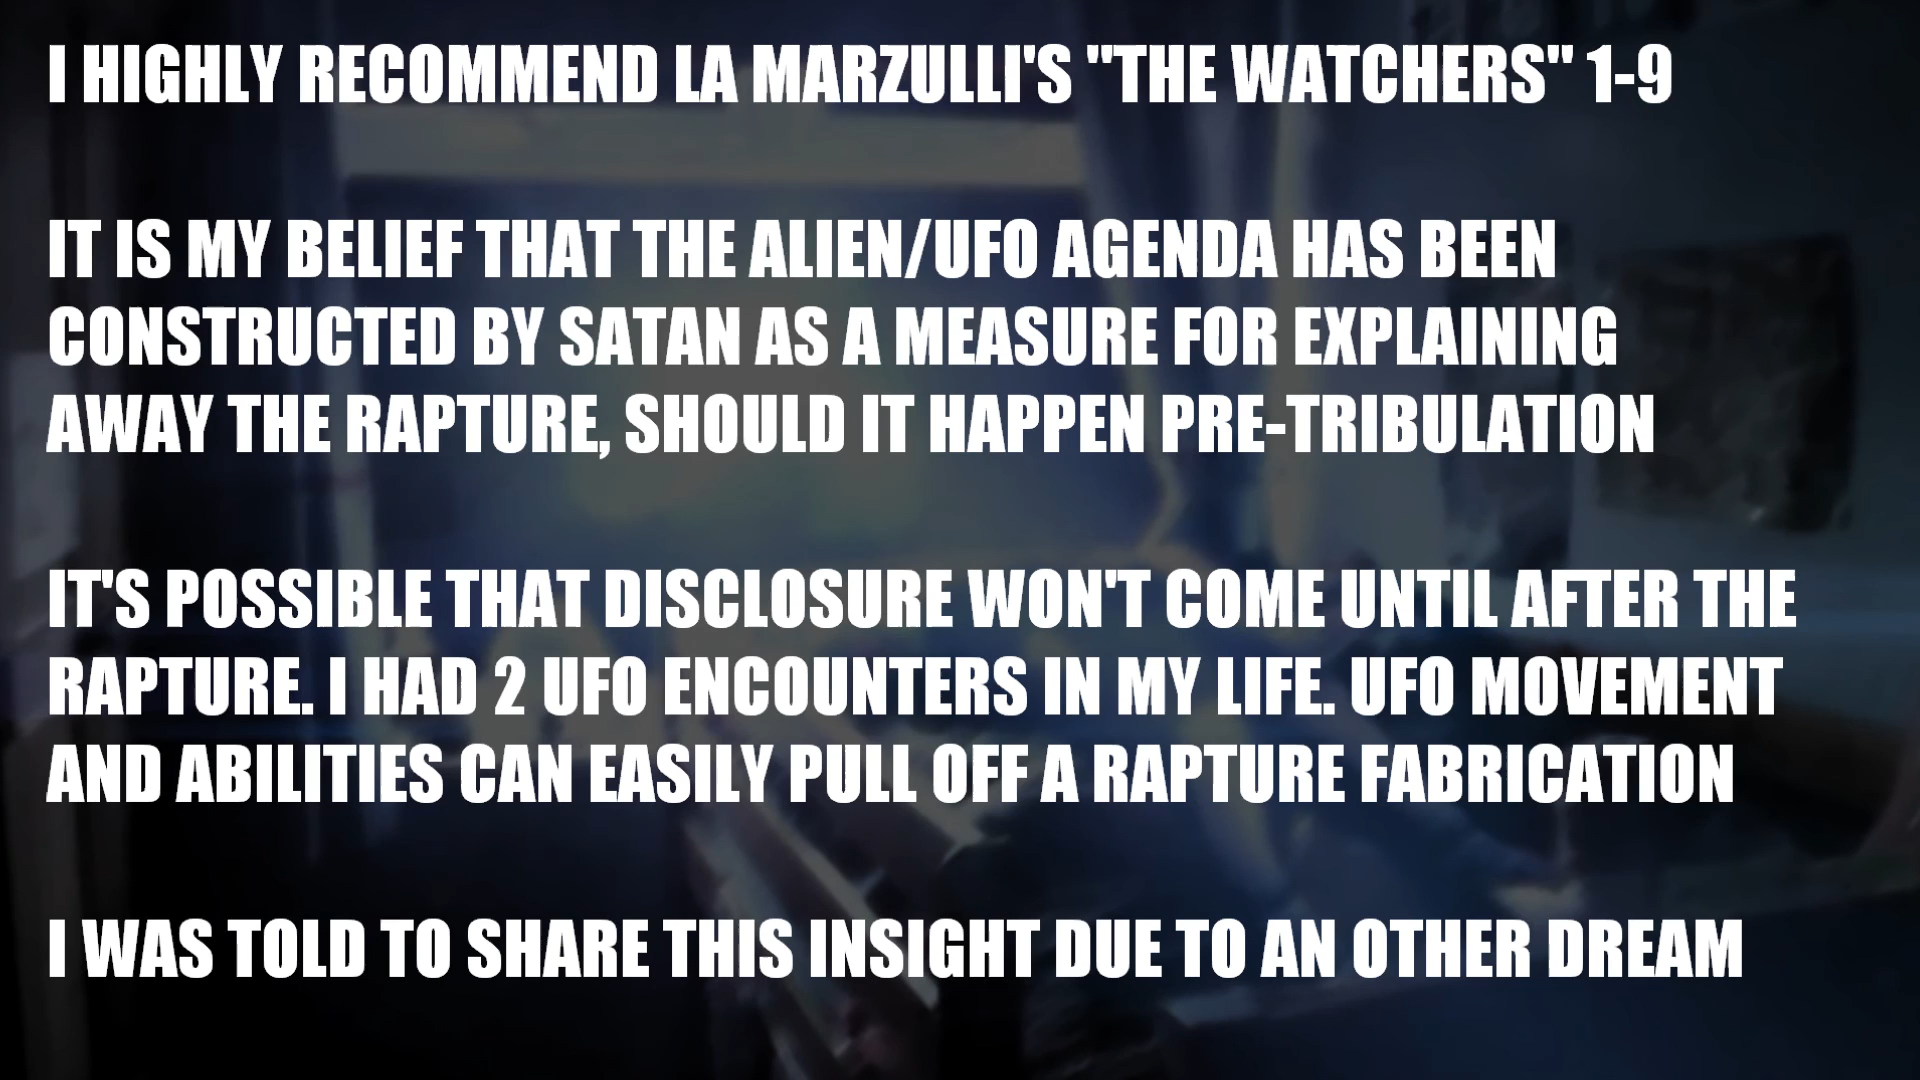 I HIGHLY RECOMMEND LA MARZULLI'S "THE WATCHERS" 1-9
IT IS MY BELIEF THAT THE ALIEN/UFO AGENDA HAS BEEN
CONSTRUCTED BY SATAN AS A MEASURE FOR EXPLAINING
AWAY THE RAPTURE, SHOULD IT HAPPEN PRE-TRIBULATION
IT'S POSSIBLE THAT DISCLOSURE WON'T COME UNTIL AFTER THE
RAPTURE. I HAD 2 UFO ENCOUNTERS IN MY LIFE. UFO MOVEMENT
AND ABILITIES CAN EASILY PULL OFF A RAPTURE FABRICATION
I WAS TOLD TO SHARE THIS INSIGHT DUE TO AN OTHER DREAM